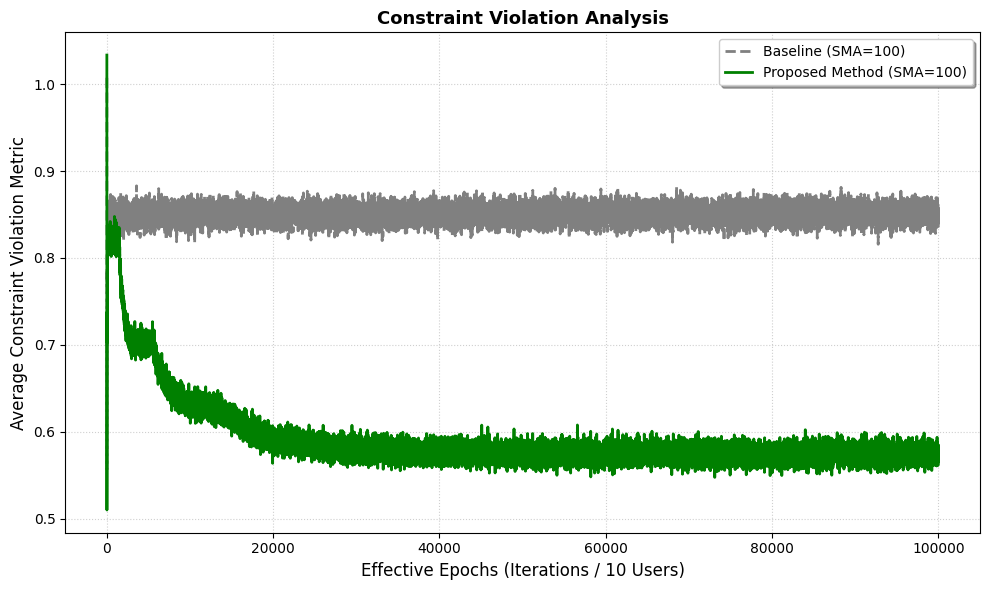 Constraint Violation Analysis
Baseline (SMA=100)
Proposed Method (SMA=100)
Average Constraint Violation Metric
1.0
0.9
0.8
0.7
0.6
0.5
0 20000 40000 60000 80000 100000
Effective Epochs (Iterations / 10 Users)